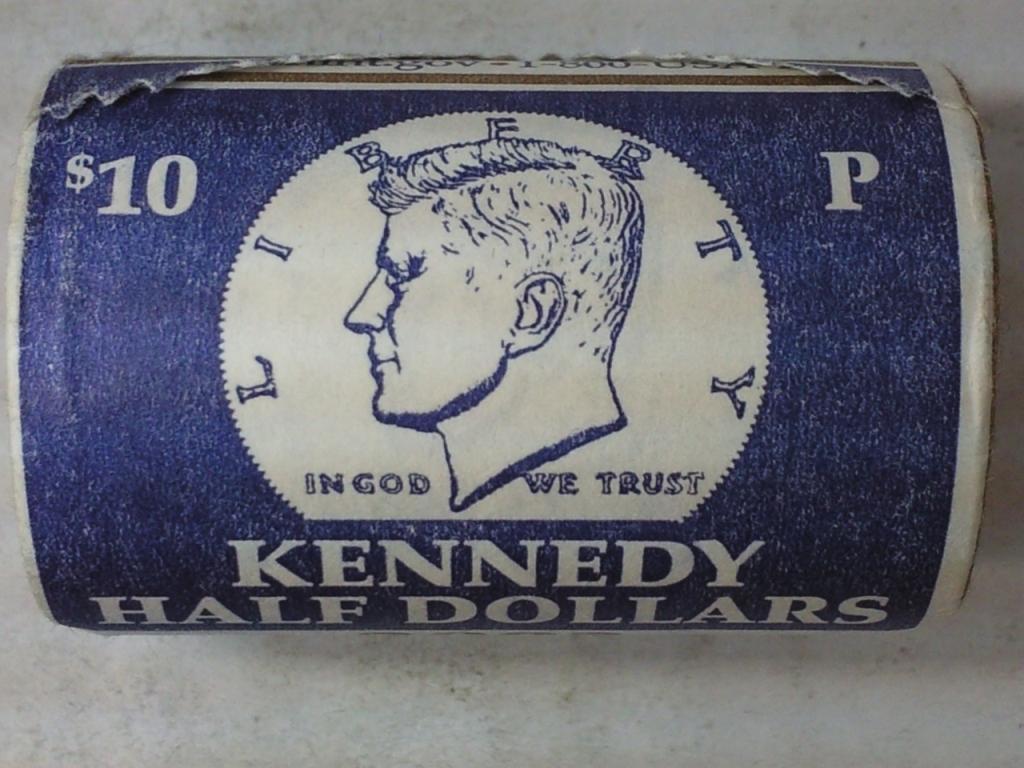 $10 P
LIBERTY
IN GOD WE TRUST
KENNEDY
HALF DOLLARS